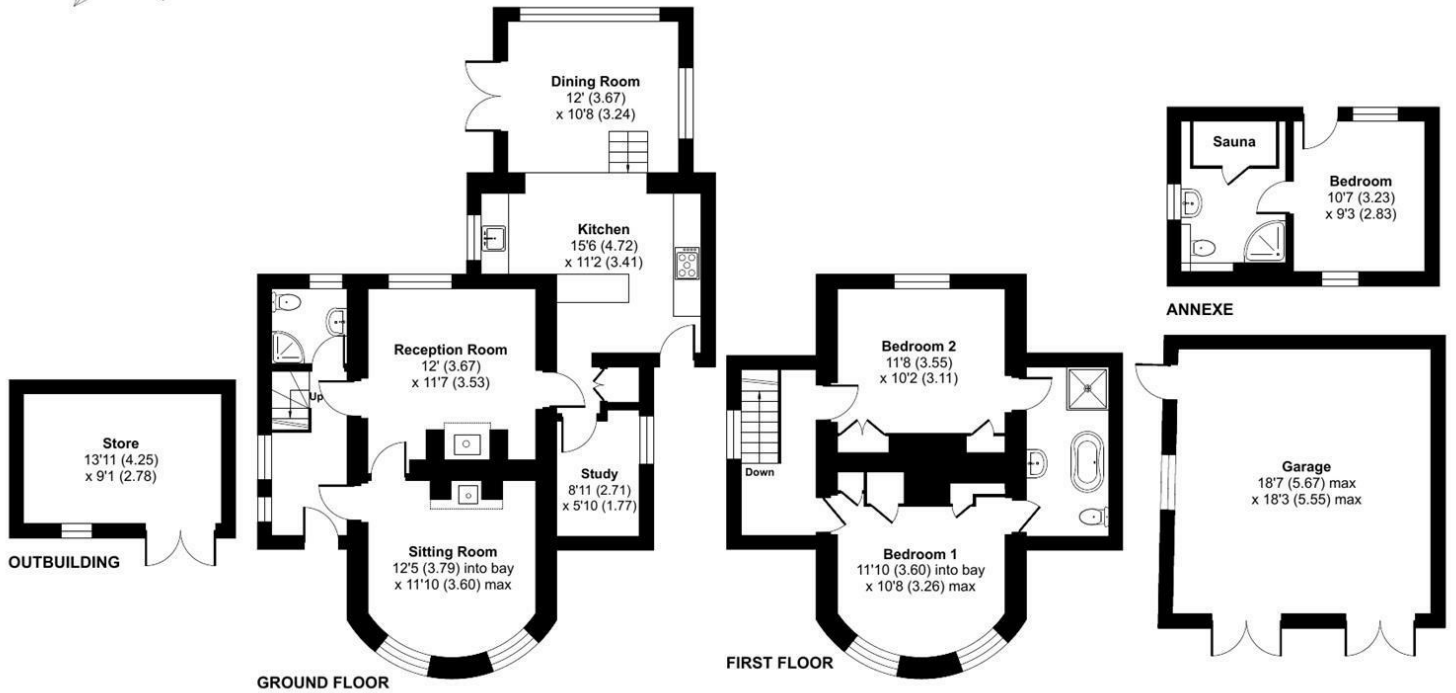 Dining Room
12' (3.67)
x 10'8 (3.24)
Kitchen
15'6 (4.72)
x 11'2 (3.41)
Reception Room
12' (3.67)
x 11'7 (3.53)
Up
Study
8'11 (2.71)
x 5'10 (1.77)
Sitting Room
12'5 (3.79) into bay
x 11'10 (3.60) max
GROUND FLOOR
Store
13'11 (4.25)
x 9'1 (2.78)
OUTBUILDING
Bedroom 2
11'8 (3.55)
x 10'2 (3.11)
Down
Bedroom 1
11'10 (3.60) into bay
x 10'8 (3.26) max
FIRST FLOOR
Sauna
Bedroom
10'7 (3.23)
x 9'3 (2.83)
ANNEXE
Garage
18'7 (5.67) max
x 18'3 (5.55) max